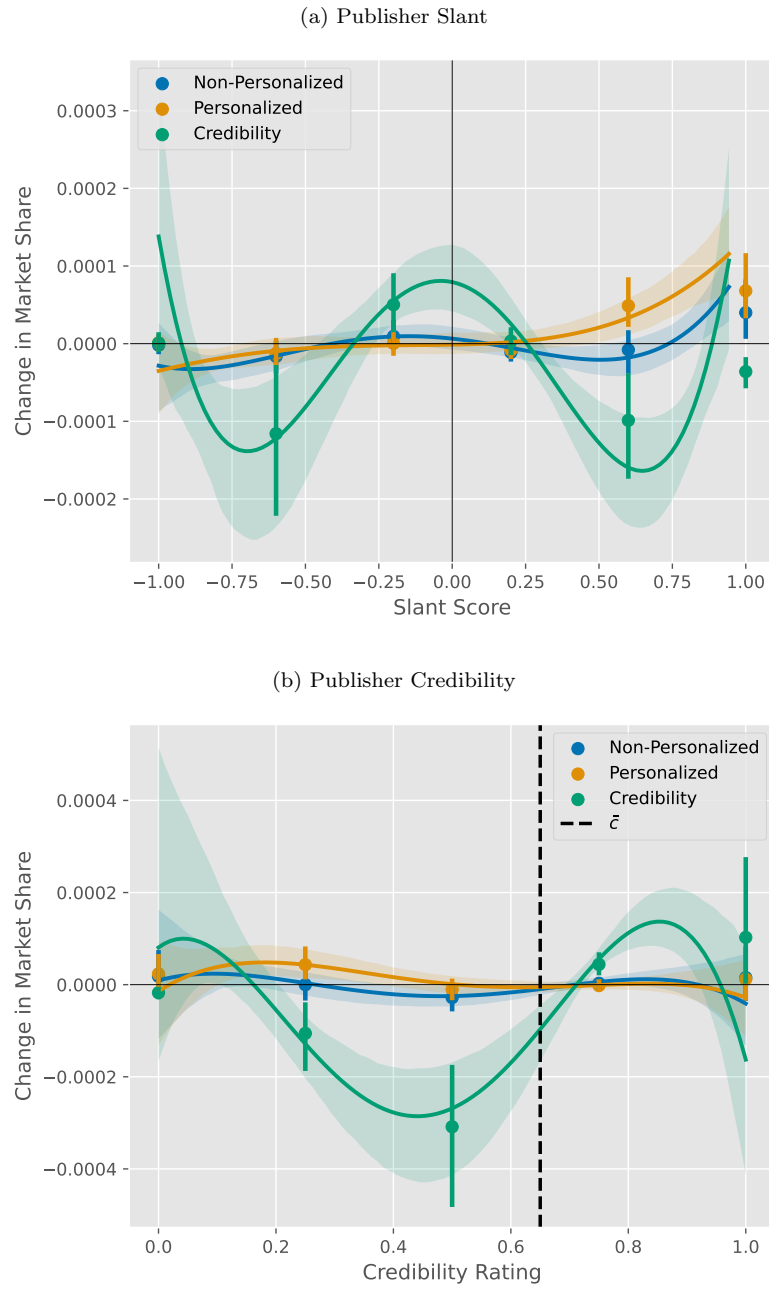 (a) Publisher Slant
Non-Personalized
Personalized
Credibility
0.0003
0.0002
0.0001
0.0000
−0.0001
−0.0002
Change in Market Share
−1.00 −0.75 −0.50 −0.25 0.00 0.25 0.50 0.75 1.00
Slant Score
(b) Publisher Credibility
Non-Personalized
Personalized
Credibility
c̄
0.0004
0.0002
0.0000
−0.0002
−0.0004
Change in Market Share
0.0 0.2 0.4 0.6 0.8 1.0
Credibility Rating